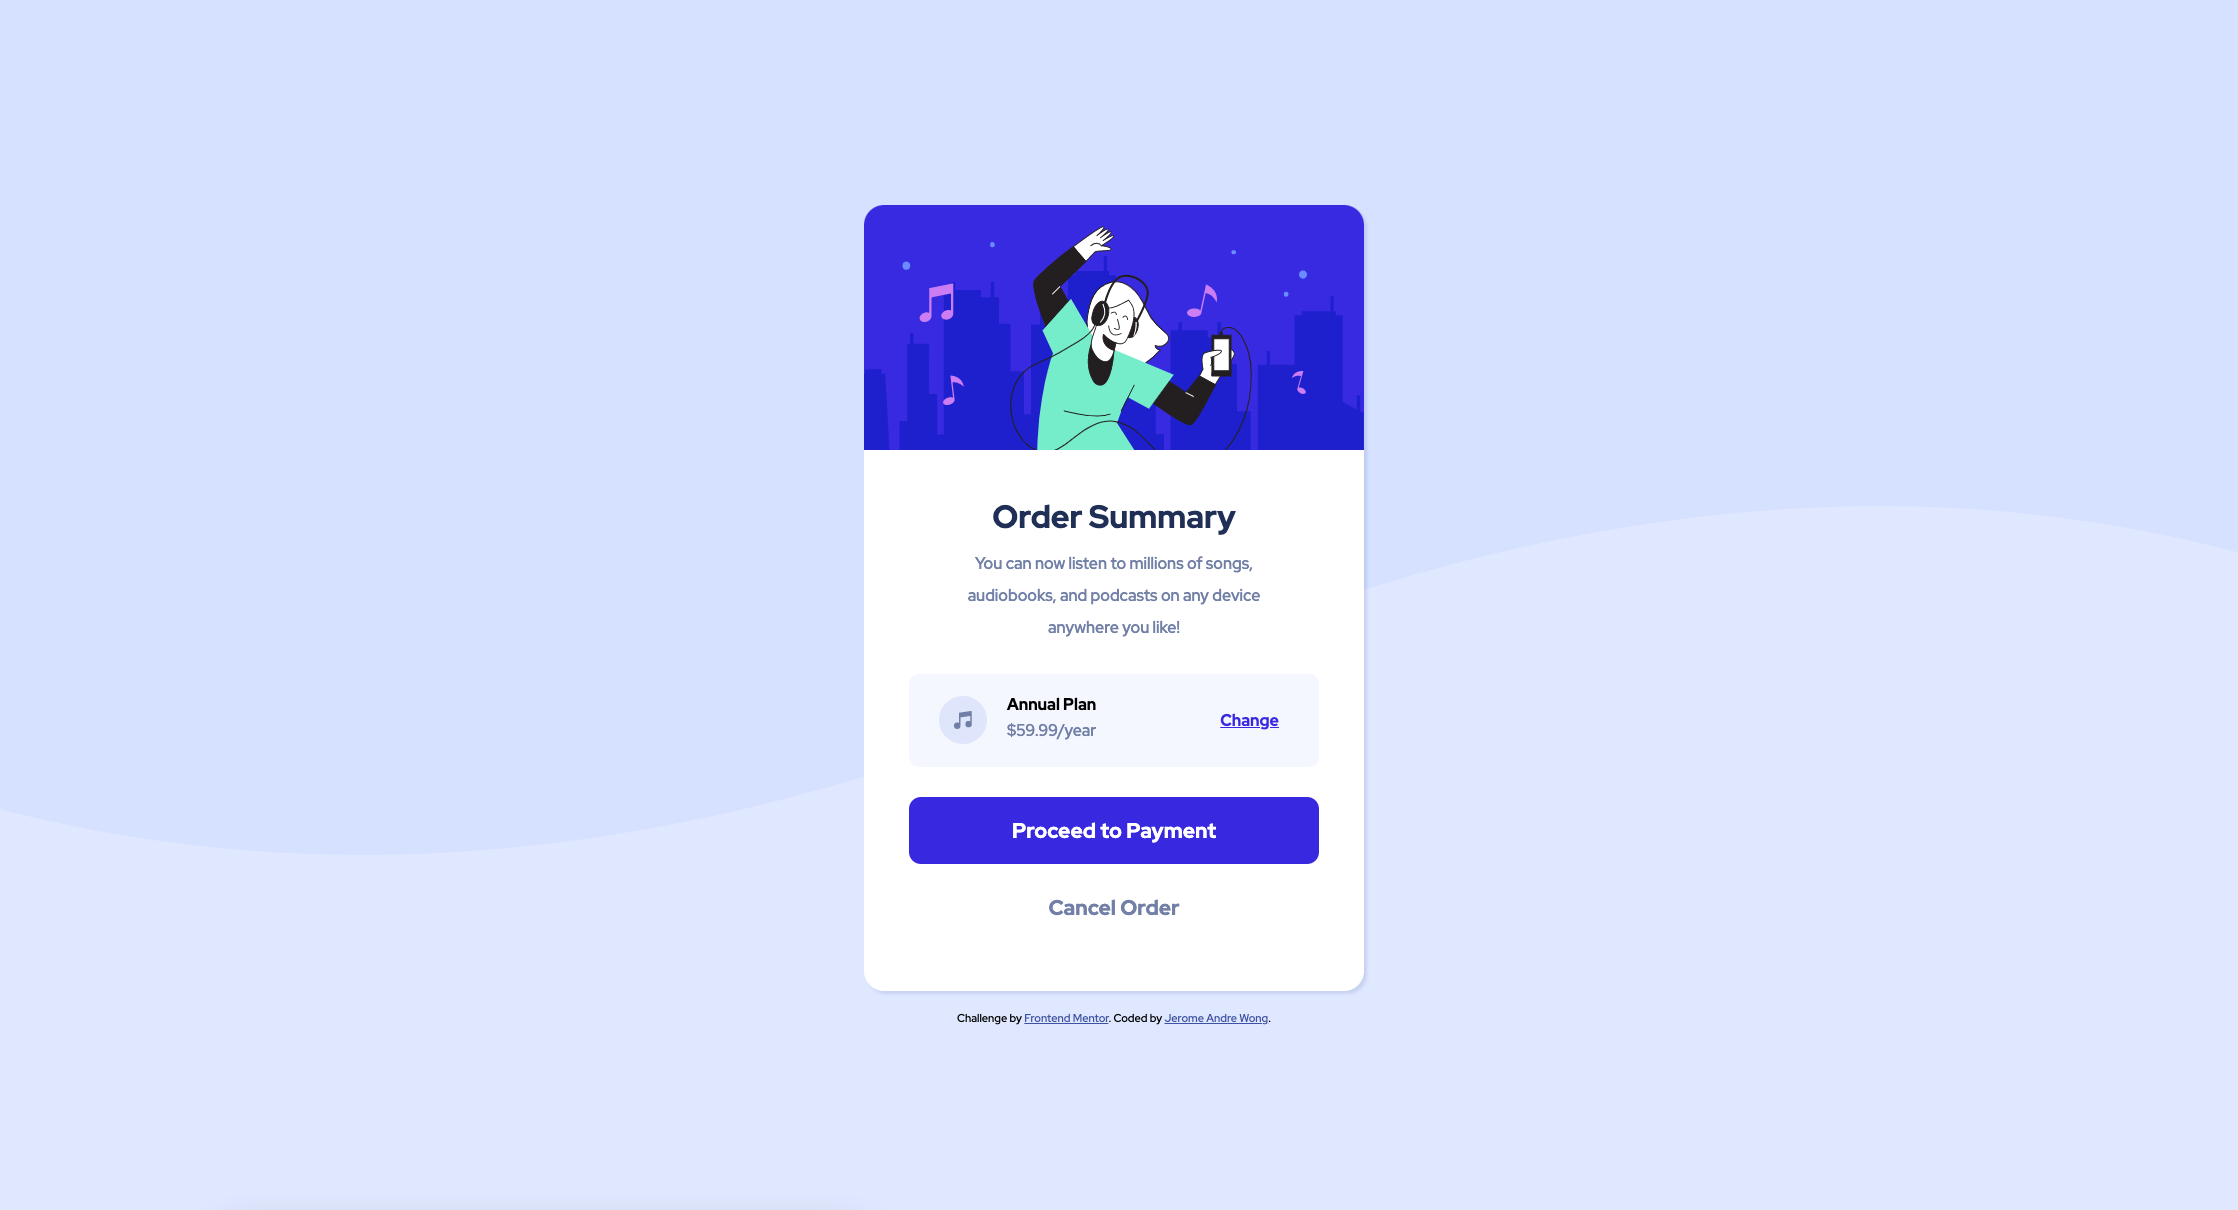 Order Summary
You can now listen to millions of songs,
audiobooks, and podcasts on any device
anywhere you like!
Annual Plan
$59.99/year
Change
Proceed to Payment
Cancel Order
Challenge by Frontend Mentor. Coded by Jerome Andre Wong.